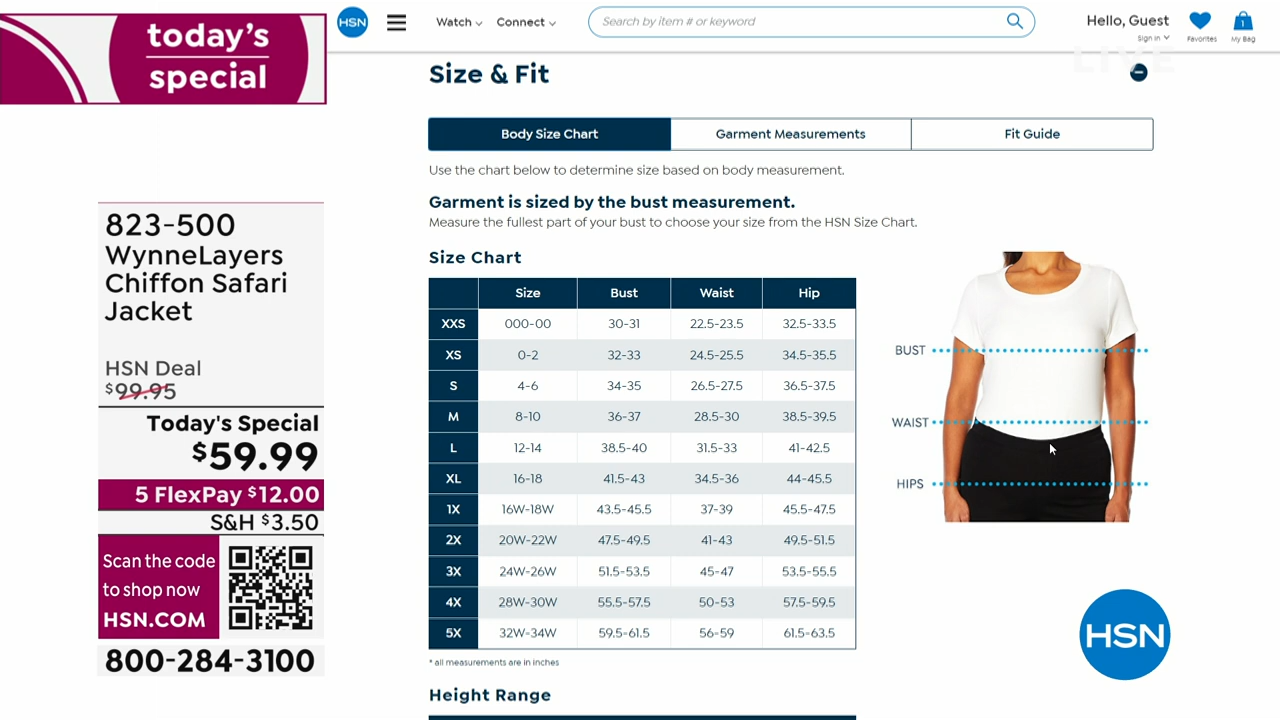 today's
special
HSN
Watch
Connect
Search by item # or keyword
Hello, Guest
Sign In
Favorites
1
My Bag
LIVE
Size & Fit
Body Size Chart
Garment Measurements
Fit Guide
Use the chart below to determine size based on body measurement.
Garment is sized by the bust measurement.
Measure the fullest part of your bust to choose your size from the HSN Size Chart.
Size Chart
Size Bust Waist Hip
XXS 000-00 30-31 22.5-23.5 32.5-33.5
XS 0-2 32-33 24.5-25.5 34.5-35.5
S 4-6 34-35 26.5-27.5 36.5-37.5
M 8-10 36-37 28.5-30 38.5-39.5
L 12-14 38.5-40 31.5-33 41-42.5
XL 16-18 41.5-43 34.5-36 44-45.5
1X 16W-18W 43.5-45.5 37-39 45.5-47.5
2X 20W-22W 47.5-49.5 41-43 49.5-51.5
3X 24W-26W 51.5-53.5 45-47 53.5-55.5
4X 28W-30W 55.5-57.5 50-53 57.5-59.5
5X 32W-34W 59.5-61.5 56-59 61.5-63.5
* all measurements are in inches
Height Range
BUST
WAIST
HIPS
823-500
WynneLayers
Chiffon Safari
Jacket
HSN Deal
$99.95
Today's Special
$59.99
5 FlexPay $12.00
S&H $3.50
Scan the code
to shop now
HSN.COM
800-284-3100
HSN